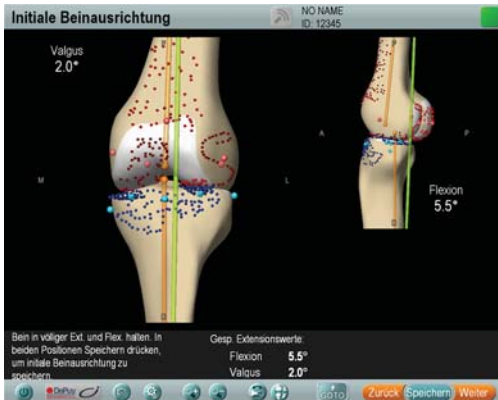 Initiale Beinausrichtung
NO NAME
ID: 12345
Valgus
2.0°
A
P
M
L
Flexion
5.5°
Bein in völliger Ext. und Flex. halten. In
beiden Positionen Speichern drücken,
um initiale Beinausrichtung zu
speichern.
Gesp. Extensionswerte:
Flexion 5.5°
Valgus 2.0°
DePuy
GOTO
Zurück
Speichern
Weiter